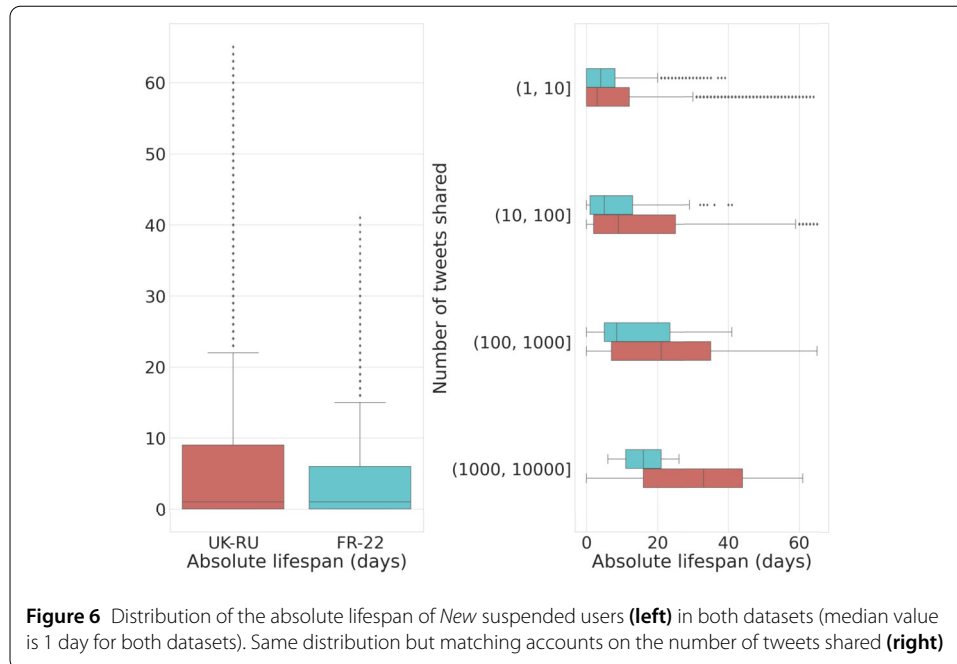 60
50
40
30
20
10
0
UK-RU
FR-22
Absolute lifespan (days)
Number of tweets shared
(1, 10]
(10, 100]
(100, 1000]
(1000, 10000]
0
20
40
60
Absolute lifespan (days)
Figure 6 Distribution of the absolute lifespan of New suspended users (left) in both datasets (median value
is 1 day for both datasets). Same distribution but matching accounts on the number of tweets shared (right)